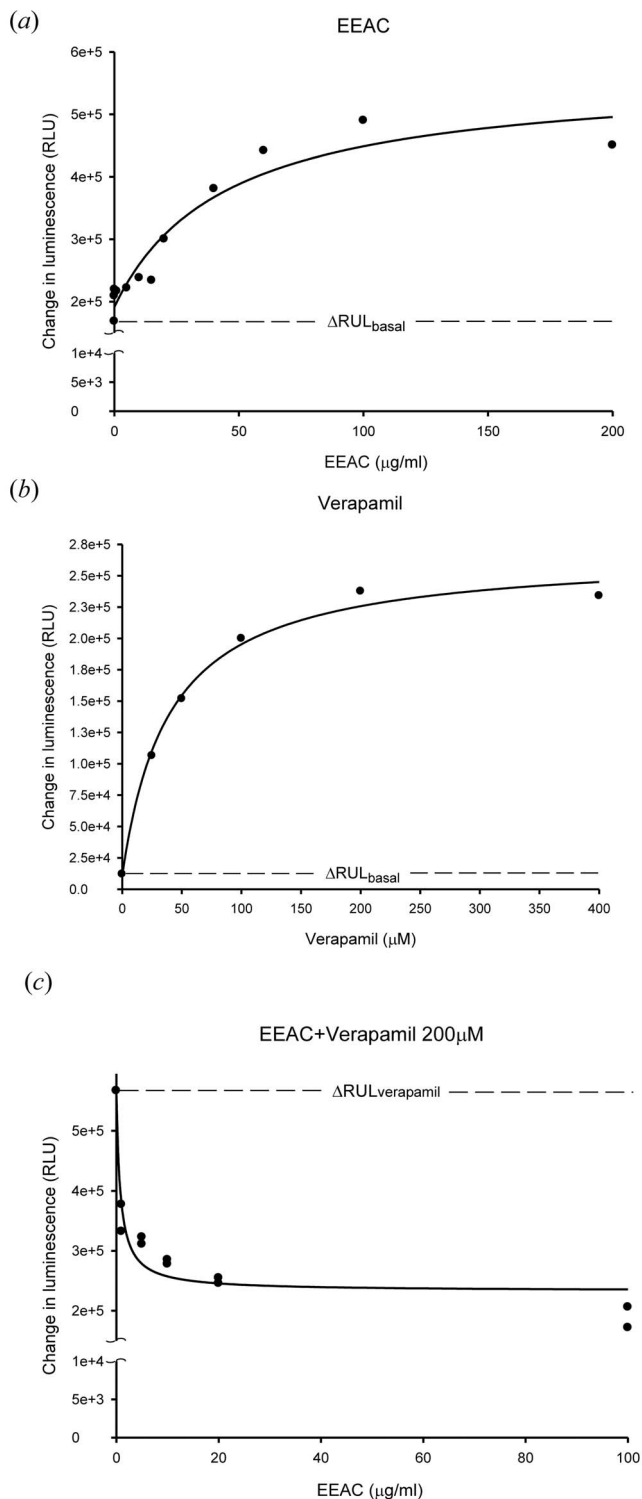 (a)
EEAC
6e+5
5e+5
4e+5
3e+5
2e+5
1e+4
5e+3
0
Change in luminescence (RLU)
ΔRULbasal
0 50 100 150 200
EEAC (μg/ml)
(b)
Verapamil
2.8e+5
2.5e+5
2.3e+5
2.0e+5
1.8e+5
1.5e+5
1.3e+5
1.0e+5
7.5e+4
5.0e+4
2.5e+4
0.0
Change in luminescence (RLU)
ΔRULbasal
0 50 100 150 200 250 300 350 400
Verapamil (μM)
(c)
EEAC+Verapamil 200μM
5e+5
4e+5
3e+5
2e+5
1e+4
5e+3
0
Change in luminescence (RLU)
ΔRULverapamil
0 20 40 60 80 100
EEAC (μg/ml)